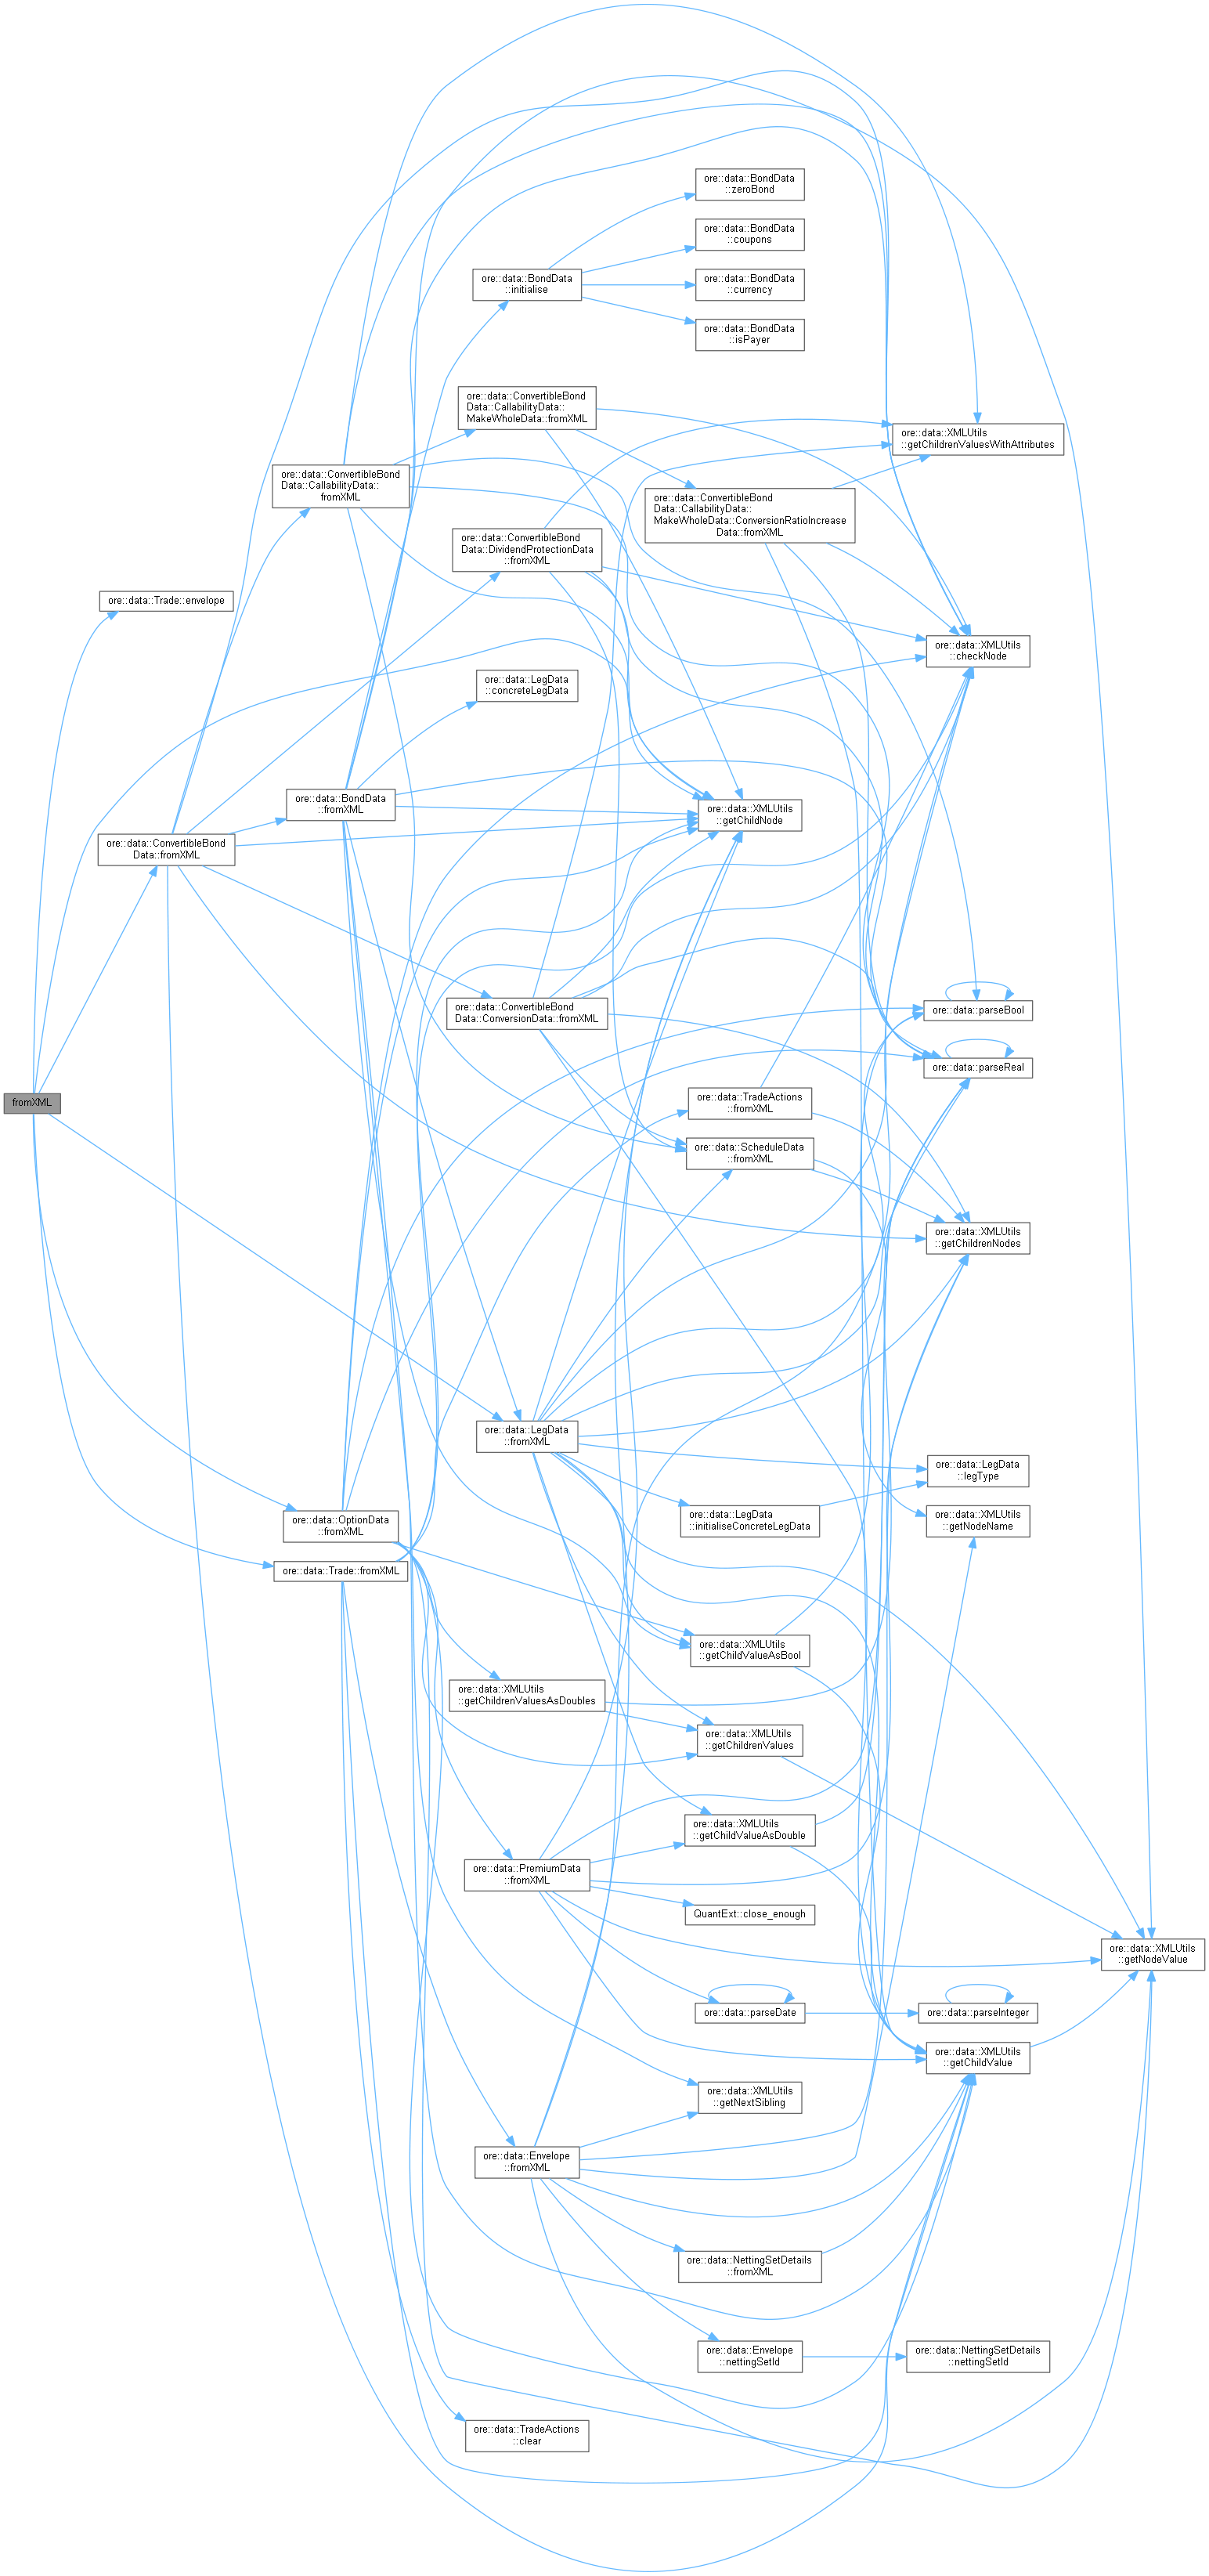 ore::data::BondData
::zeroBond
ore::data::BondData
::coupons
ore::data::BondData
::initialise
ore::data::BondData
::currency
ore::data::BondData
::isPayer
ore::data::ConvertibleBond
Data::CallabilityData::
MakeWholeData::fromXML
ore::data::XMLUtils
::getChildrenValuesWithAttributes
ore::data::ConvertibleBond
Data::CallabilityData::
fromXML
ore::data::ConvertibleBond
Data::CallabilityData::
MakeWholeData::ConversionRatioIncrease
Data::fromXML
ore::data::ConvertibleBond
Data::DividendProtectionData
::fromXML
ore::data::Trade::envelope
ore::data::XMLUtils
::checkNode
ore::data::LegData
::concreteLegData
ore::data::BondData
::fromXML
ore::data::XMLUtils
::getChildNode
ore::data::ConvertibleBond
Data::fromXML
ore::data::ConvertibleBond
Data::ConversionData::fromXML
ore::data::parseBool
ore::data::parseReal
fromXML
ore::data::TradeActions
::fromXML
ore::data::ScheduleData
::fromXML
ore::data::XMLUtils
::getChildrenNodes
ore::data::LegData
::fromXML
ore::data::LegData
::legType
ore::data::OptionData
::fromXML
ore::data::LegData
::initialiseConcreteLegData
ore::data::XMLUtils
::getNodeName
ore::data::Trade::fromXML
ore::data::XMLUtils
::getChildValueAsBool
ore::data::XMLUtils
::getChildrenValuesAsDoubles
ore::data::XMLUtils
::getChildrenValues
ore::data::XMLUtils
::getChildValueAsDouble
ore::data::PremiumData
::fromXML
QuantExt::close_enough
ore::data::XMLUtils
::getNodeValue
ore::data::parseDate
ore::data::parseInteger
ore::data::XMLUtils
::getChildValue
ore::data::XMLUtils
::getNextSibling
ore::data::Envelope
::fromXML
ore::data::NettingSetDetails
::fromXML
ore::data::Envelope
::nettingSetId
ore::data::NettingSetDetails
::nettingSetId
ore::data::TradeActions
::clear